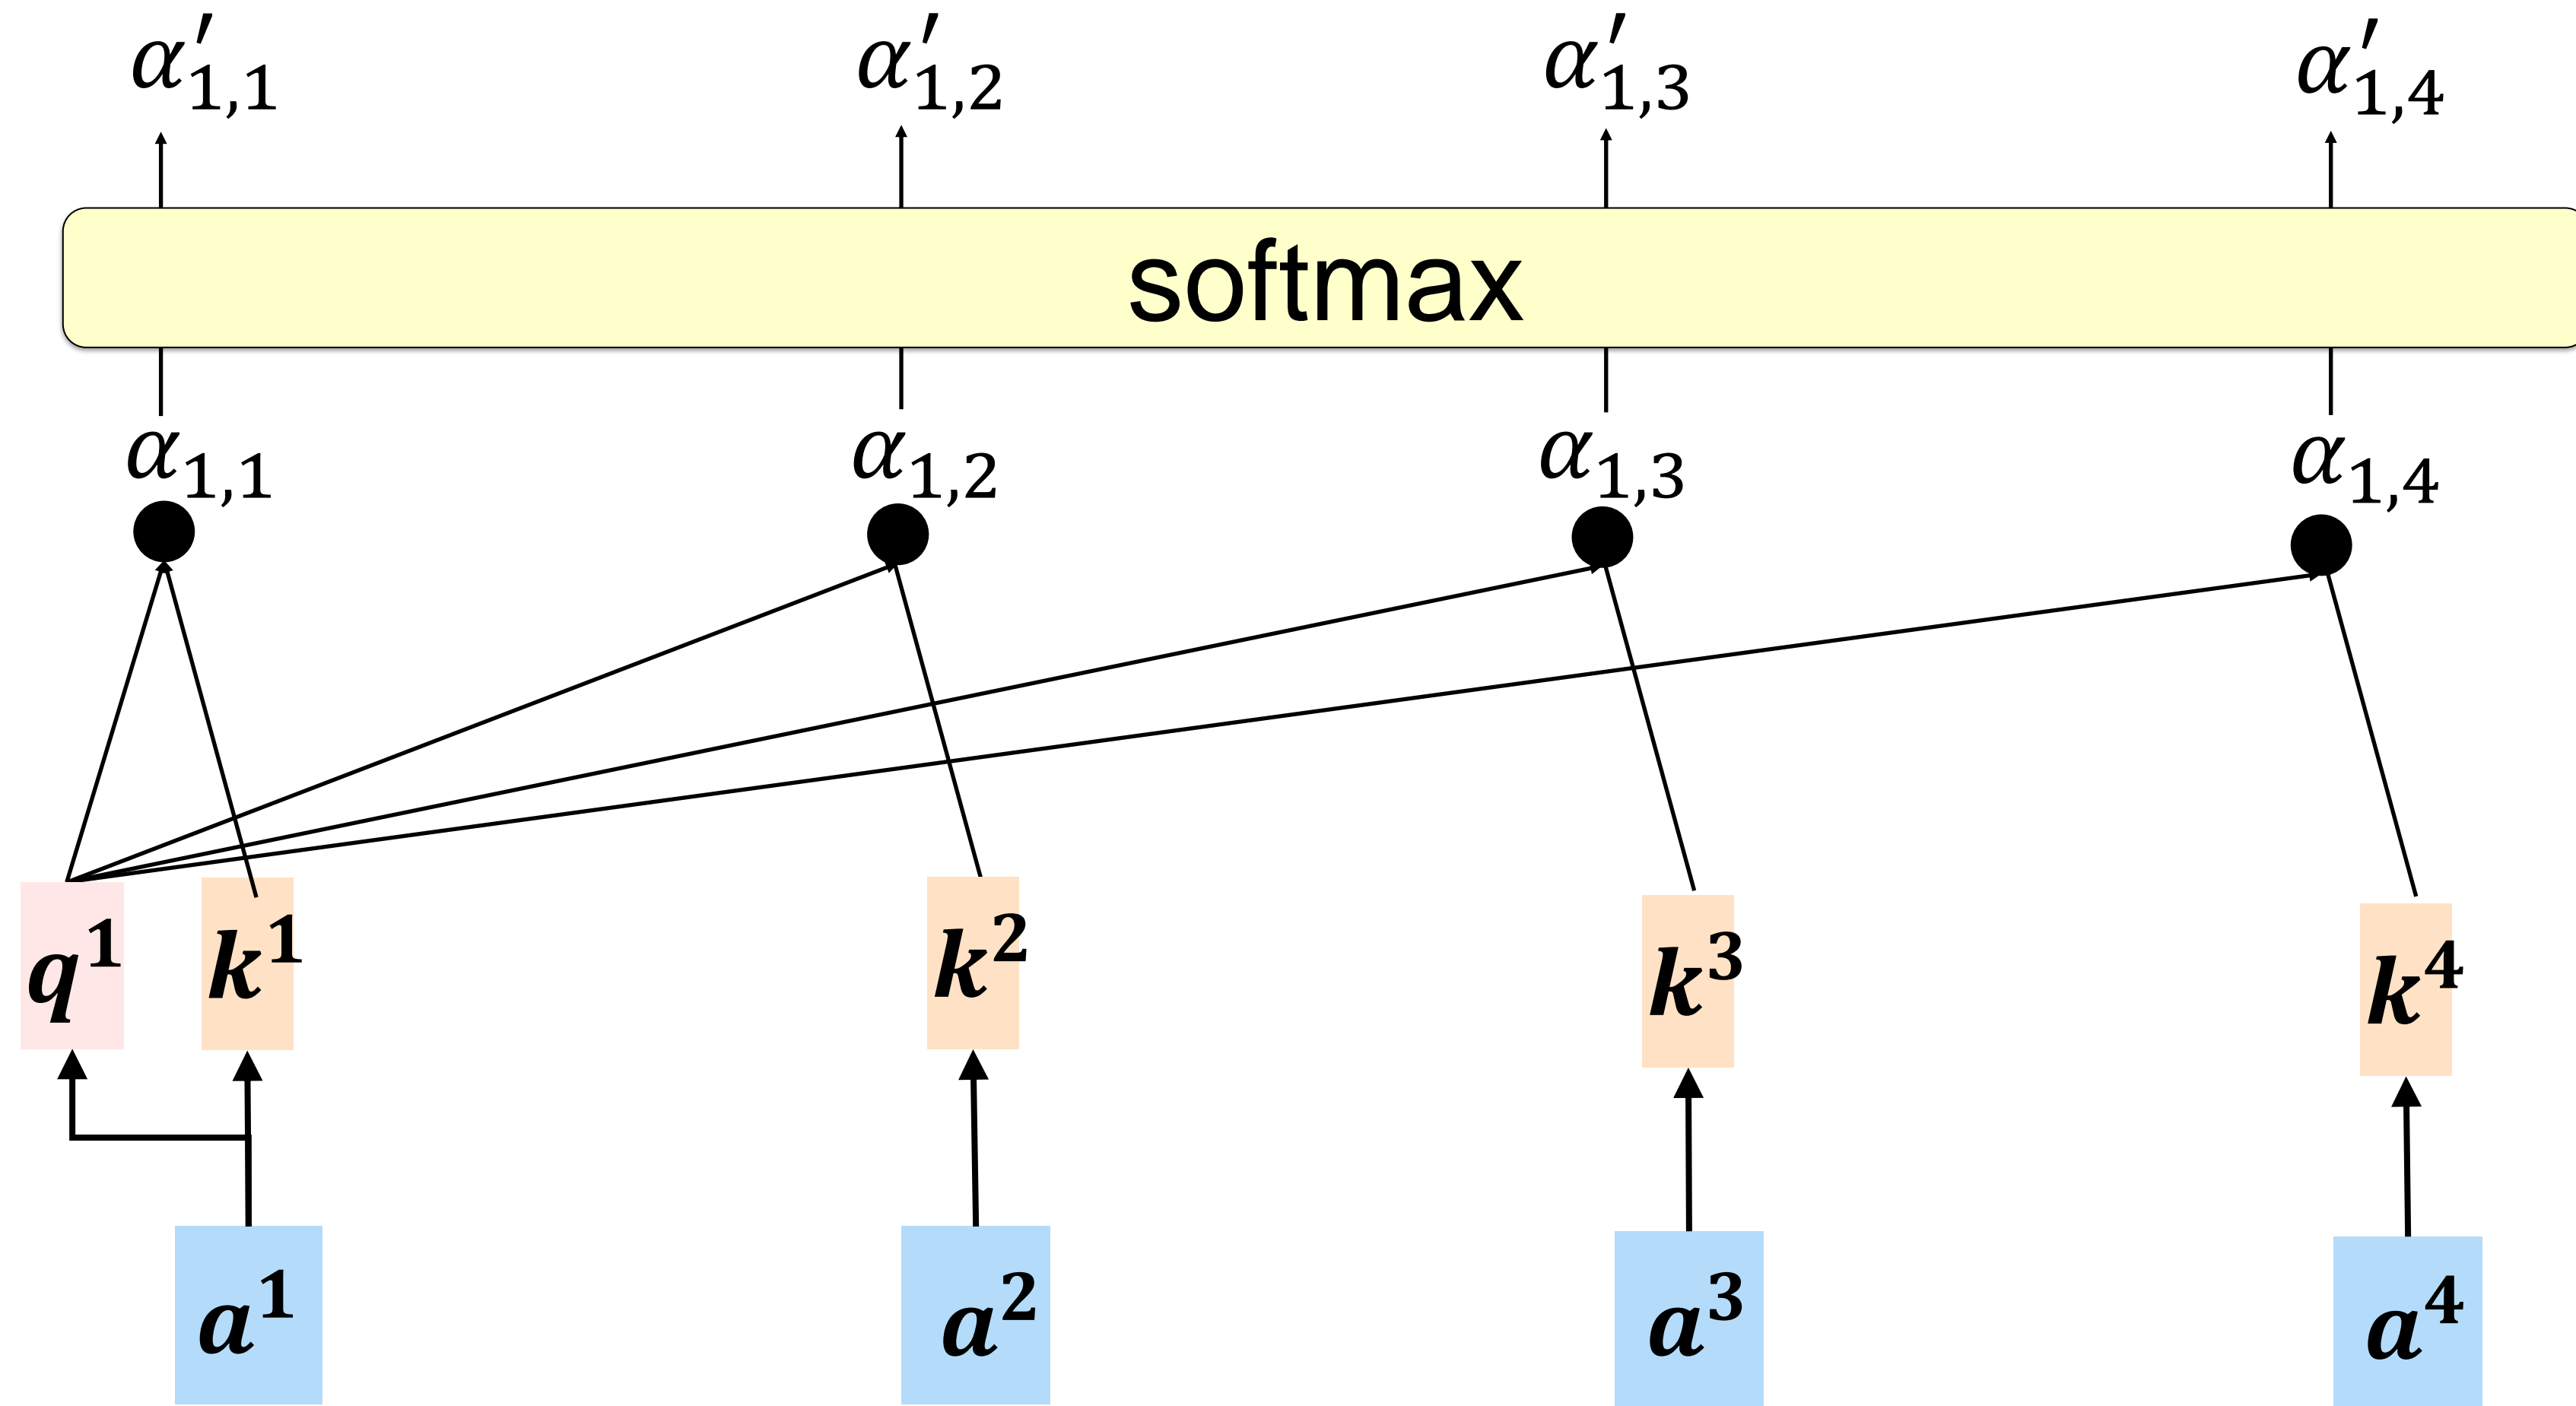 α′1,1 α′1,2 α′1,3 α′1,4
softmax
α1,1 α1,2 α1,3 α1,4
q¹ k¹ k² k³ k⁴
a¹ a² a³ a⁴